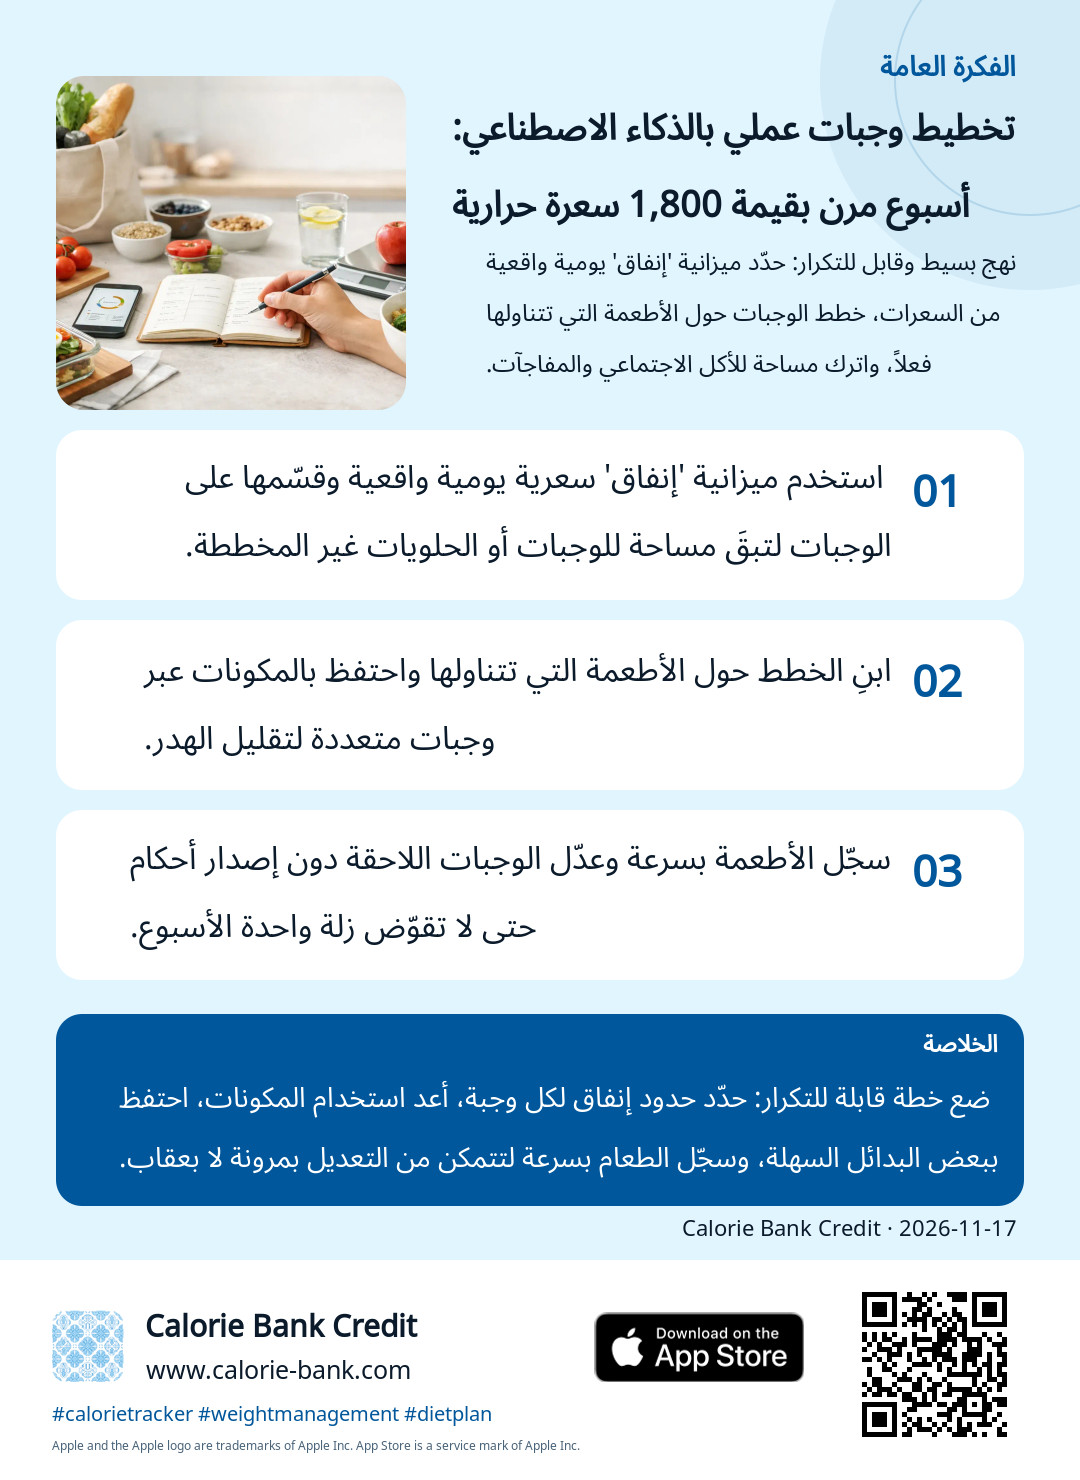 الفكرة العامة
تخطيط وجبات عملي بالذكاء الاصطناعي:
أسبوع مرن بقيمة 1,800 سعرة حرارية
نهج بسيط وقابل للتكرار: حدّد ميزانية 'إنفاق' يومية واقعية
من السعرات، خطط الوجبات حول الأطعمة التي تتناولها
فعلاً، واترك مساحة للأكل الاجتماعي والمفاجآت.
01
استخدم ميزانية 'إنفاق' سعرية يومية واقعية وقسّمها على
الوجبات لتبقَ مساحة للوجبات أو الحلويات غير المخططة.
02
ابنِ الخطط حول الأطعمة التي تتناولها واحتفظ بالمكونات عبر
وجبات متعددة لتقليل الهدر.
03
سجّل الأطعمة بسرعة وعدّل الوجبات اللاحقة دون إصدار أحكام
حتى لا تقوّض زلة واحدة الأسبوع.
الخلاصة
ضع خطة قابلة للتكرار: حدّد حدود إنفاق لكل وجبة، أعد استخدام المكونات، احتفظ
ببعض البدائل السهلة، وسجّل الطعام بسرعة لتتمكن من التعديل بمرونة لا بعقاب.
Calorie Bank Credit · 2026-11-17
Calorie Bank Credit
www.calorie-bank.com
Download on the
App Store
#calorietracker #weightmanagement #dietplan
Apple and the Apple logo are trademarks of Apple Inc. App Store is a service mark of Apple Inc.